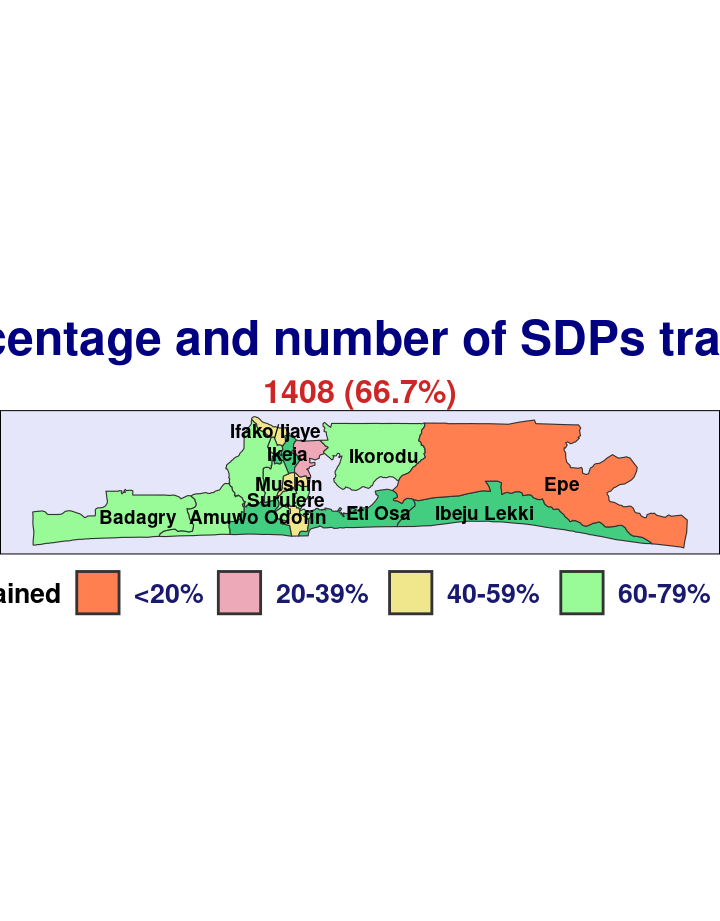 centage and number of SDPs tra
1408 (66.7%)
Ifako/Ijaye
Ikeja
Ikorodu
Mushin
Surulere
Epe
Badagry
Amuwo Odofin
Eti Osa
Ibeju Lekki
ained
<20%
20-39%
40-59%
60-79%